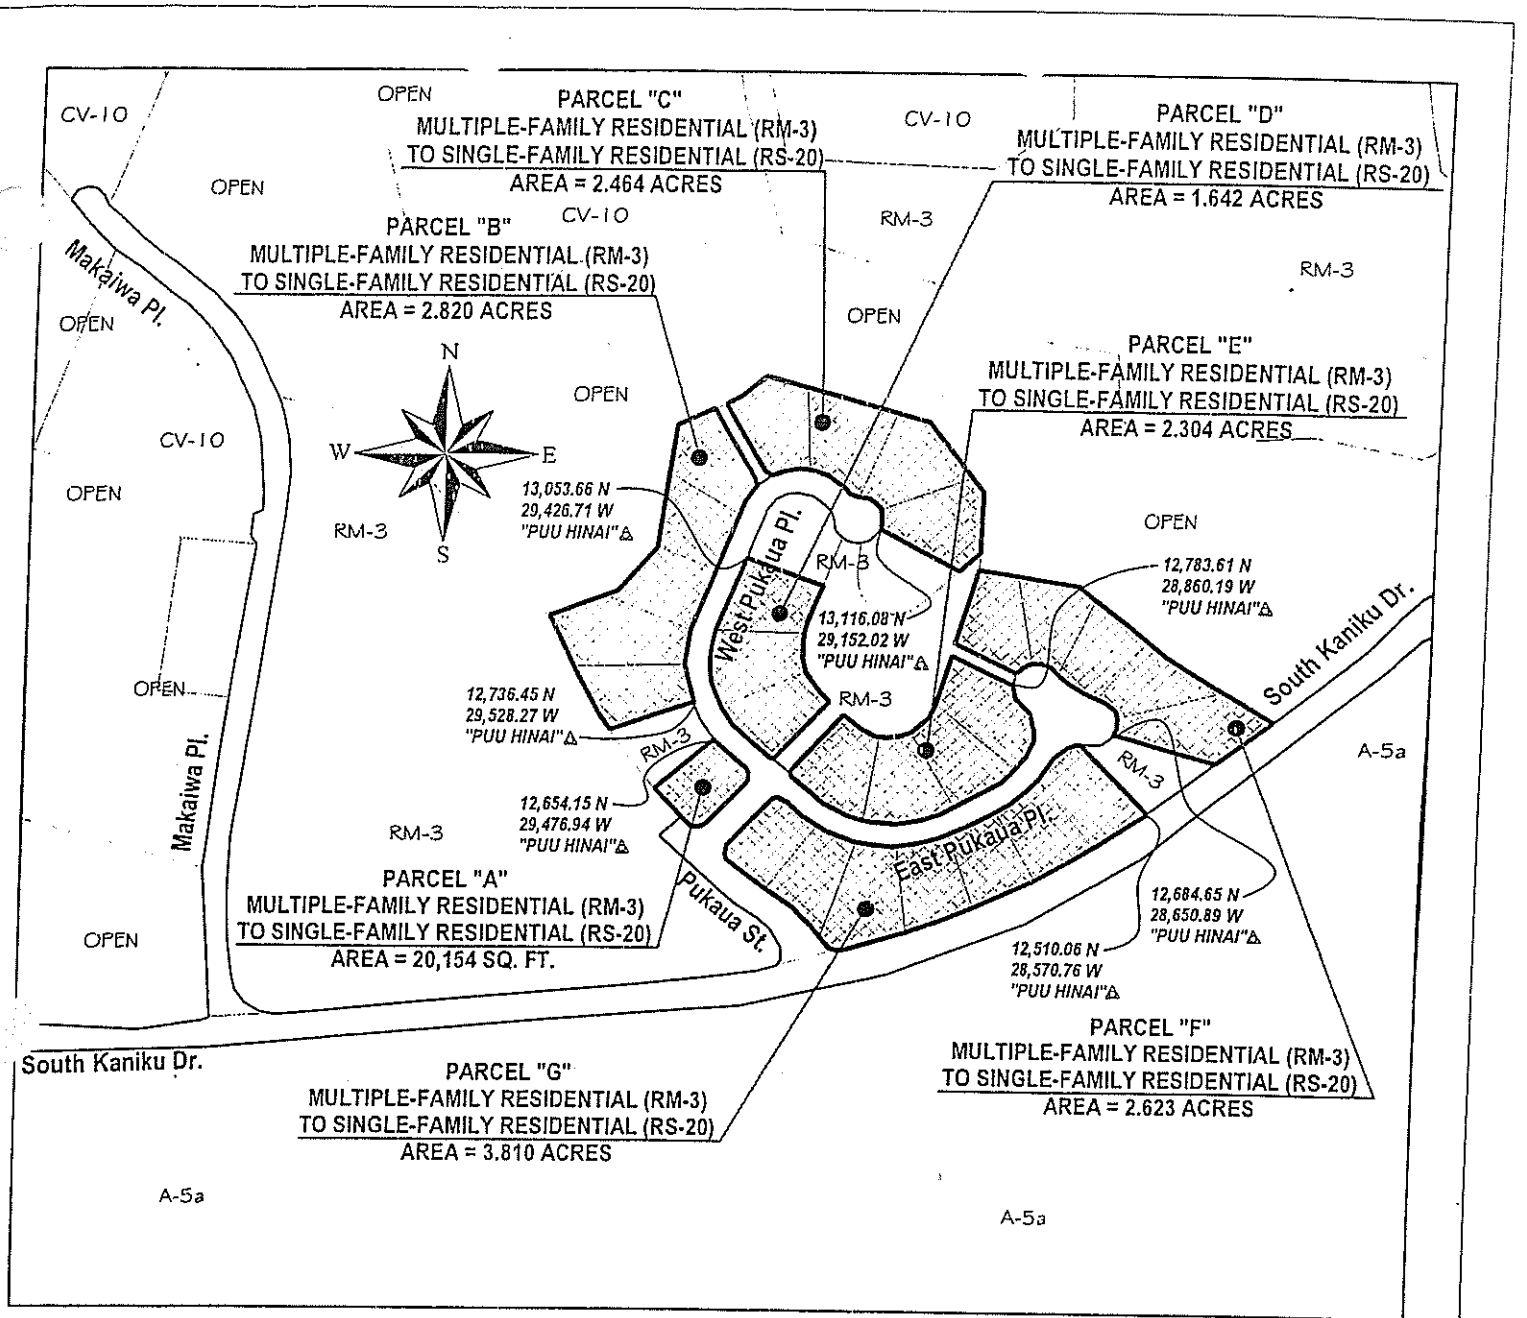 CV-10
OPEN
PARCEL "C"
MULTIPLE-FAMILY RESIDENTIAL (RM-3)
TO SINGLE-FAMILY RESIDENTIAL (RS-20)
AREA = 2.464 ACRES
CV-10
PARCEL "D"
MULTIPLE-FAMILY RESIDENTIAL (RM-3)
TO SINGLE-FAMILY RESIDENTIAL (RS-20)
AREA = 1.642 ACRES
OPEN
CV-10
RM-3
PARCEL "B"
MULTIPLE-FAMILY RESIDENTIAL (RM-3)
TO SINGLE-FAMILY RESIDENTIAL (RS-20)
AREA = 2.820 ACRES
Makaiwa Pl.
RM-3
OPEN
OPEN
PARCEL "E"
MULTIPLE-FAMILY RESIDENTIAL (RM-3)
TO SINGLE-FAMILY RESIDENTIAL (RS-20)
AREA = 2.304 ACRES
N
W
E
S
OPEN
CV-10
OPEN
RM-3
13,053.66 N
29,426.71 W
"PUU HINAI"
OPEN
West Pukaua Pl.
RM-3
12,783.61 N
28,860.19 W
"PUU HINAI"
13,116.08 N
29,152.02 W
"PUU HINAI"
South Kaniku Dr.
OPEN
12,736.45 N
29,528.27 W
"PUU HINAI"
RM-3
RM-3
RM-3
A-5a
Makaiwa Pl.
12,654.15 N
29,476.94 W
"PUU HINAI"
RM-3
East Pukaua Pl.
PARCEL "A"
MULTIPLE-FAMILY RESIDENTIAL (RM-3)
TO SINGLE-FAMILY RESIDENTIAL (RS-20)
AREA = 20,154 SQ. FT.
Pukaua St.
12,684.65 N
28,650.89 W
"PUU HINAI"
OPEN
12,510.06 N
28,570.76 W
"PUU HINAI"
PARCEL "F"
MULTIPLE-FAMILY RESIDENTIAL (RM-3)
TO SINGLE-FAMILY RESIDENTIAL (RS-20)
AREA = 2.623 ACRES
South Kaniku Dr.
PARCEL "G"
MULTIPLE-FAMILY RESIDENTIAL (RM-3)
TO SINGLE-FAMILY RESIDENTIAL (RS-20)
AREA = 3.810 ACRES
A-5a
A-5a